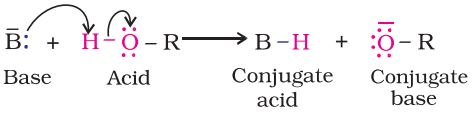 B̄: + H – Ö – R ⟶ B – H + :Ȫ – R
Base Acid Conjugate acid Conjugate base